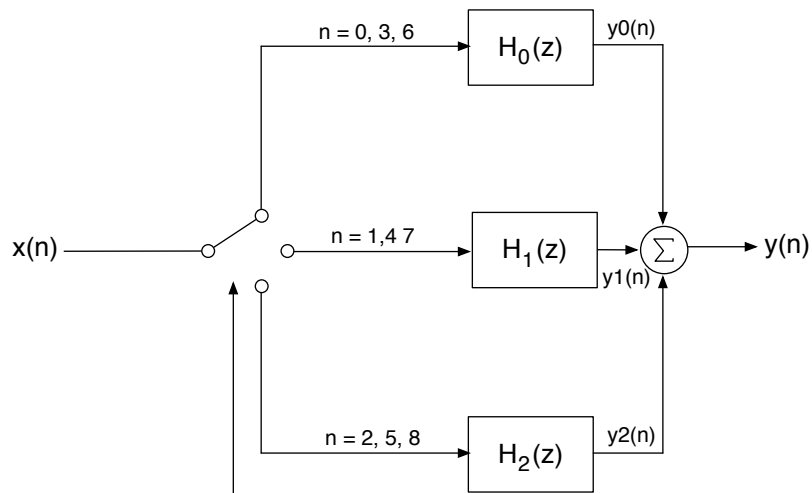 n = 0, 3, 6
H0(z)
y0(n)
x(n)
n = 1,4 7
H1(z)
y1(n)
Σ
y(n)
n = 2, 5, 8
H2(z)
y2(n)